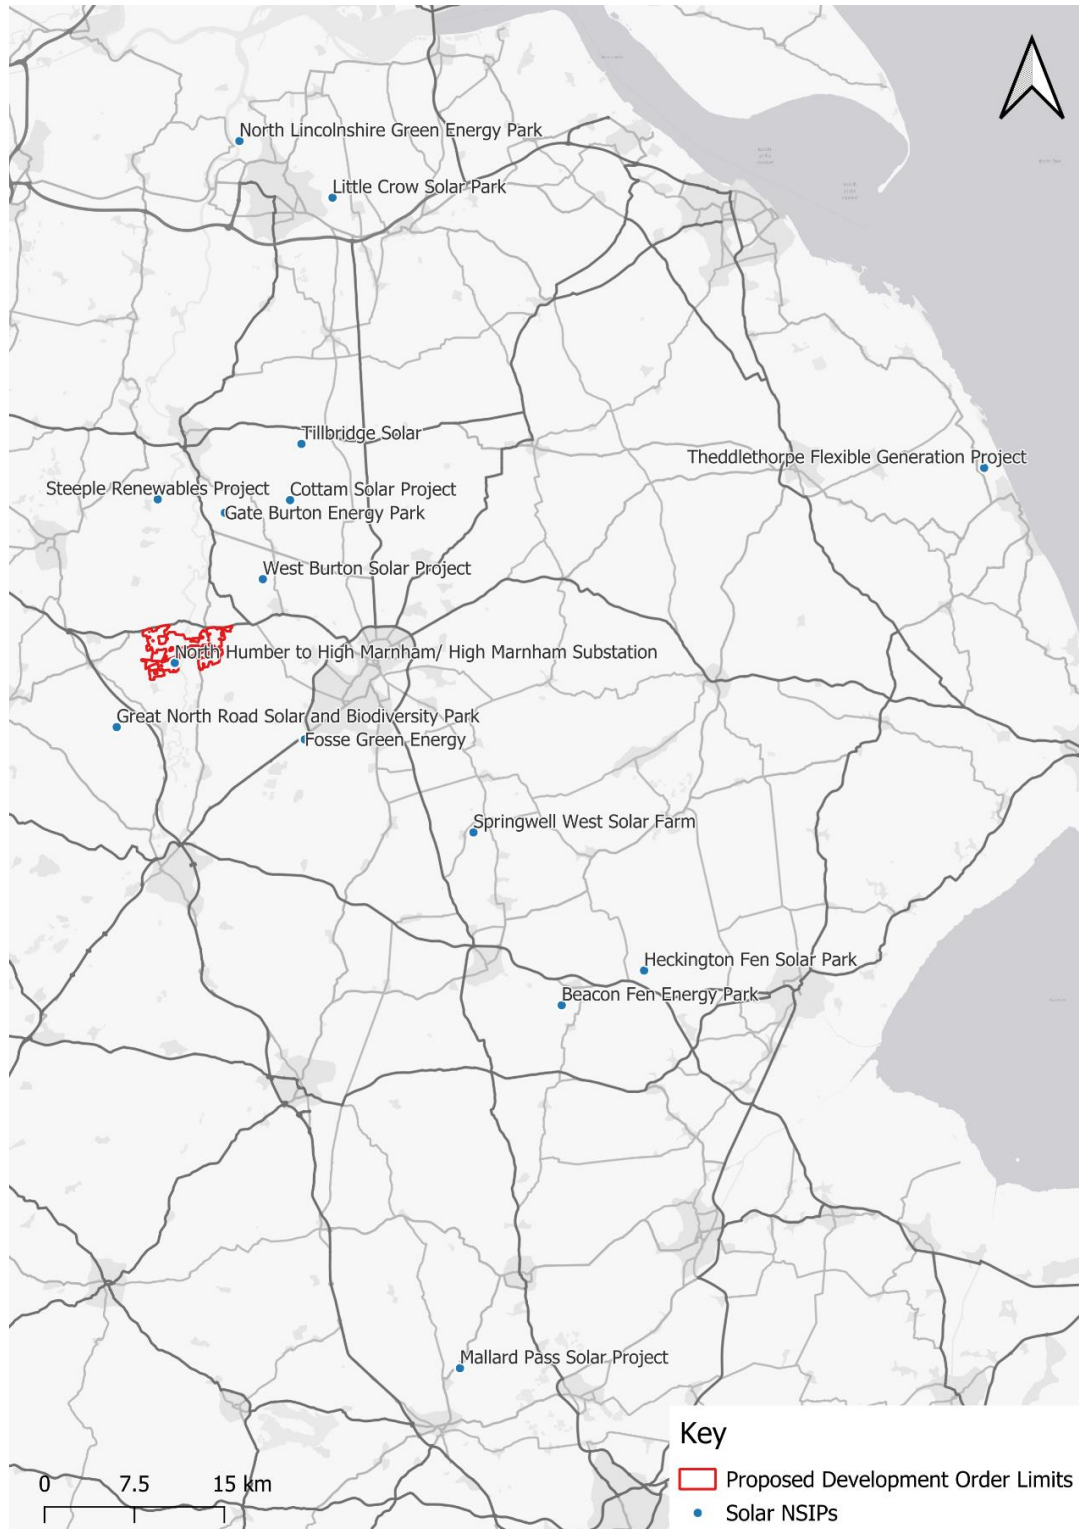 North Lincolnshire Green Energy Park
Little Crow Solar Park
Tillbridge Solar
Theddlethorpe Flexible Generation Project
Steeple Renewables Project
Cottam Solar Project
Gate Burton Energy Park
West Burton Solar Project
North Humber to High Marnham/ High Marnham Substation
Great North Road Solar and Biodiversity Park
Fosse Green Energy
Springwell West Solar Farm
Heckington Fen Solar Park
Beacon Fen Energy Park
Mallard Pass Solar Project
Key
Proposed Development Order Limits
Solar NSIPs
0 7.5 15 km